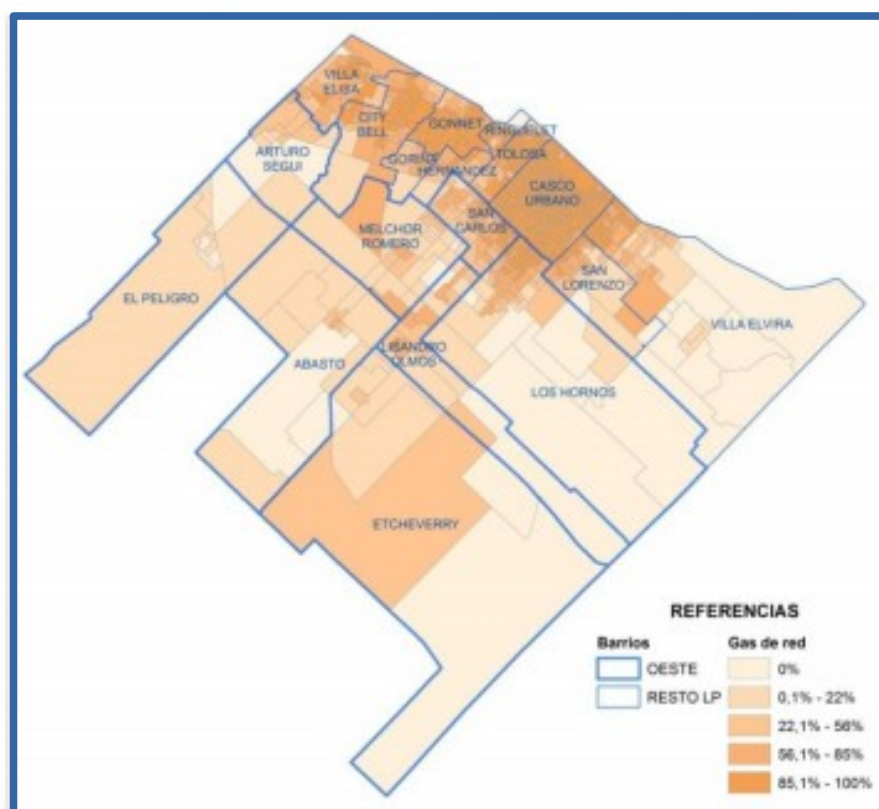 VILLA
ELISA
CITY
BELL
GONNET
RINGUELET
TOLOSA
ARTURO
SEGUI
GORINA
HERNANDEZ
CASCO
URBANO
SAN
CARLOS
MELCHOR
ROMERO
SAN
LORENZO
EL PELIGRO
VILLA ELVIRA
LISANDRO
OLMOS
ABASTO
LOS HORNOS
ETCHEVERRY
REFERENCIAS
Barrios
OESTE
RESTO LP
Gas de red
0%
0,1% - 22%
22,1% - 56%
56,1% - 85%
85,1% - 100%